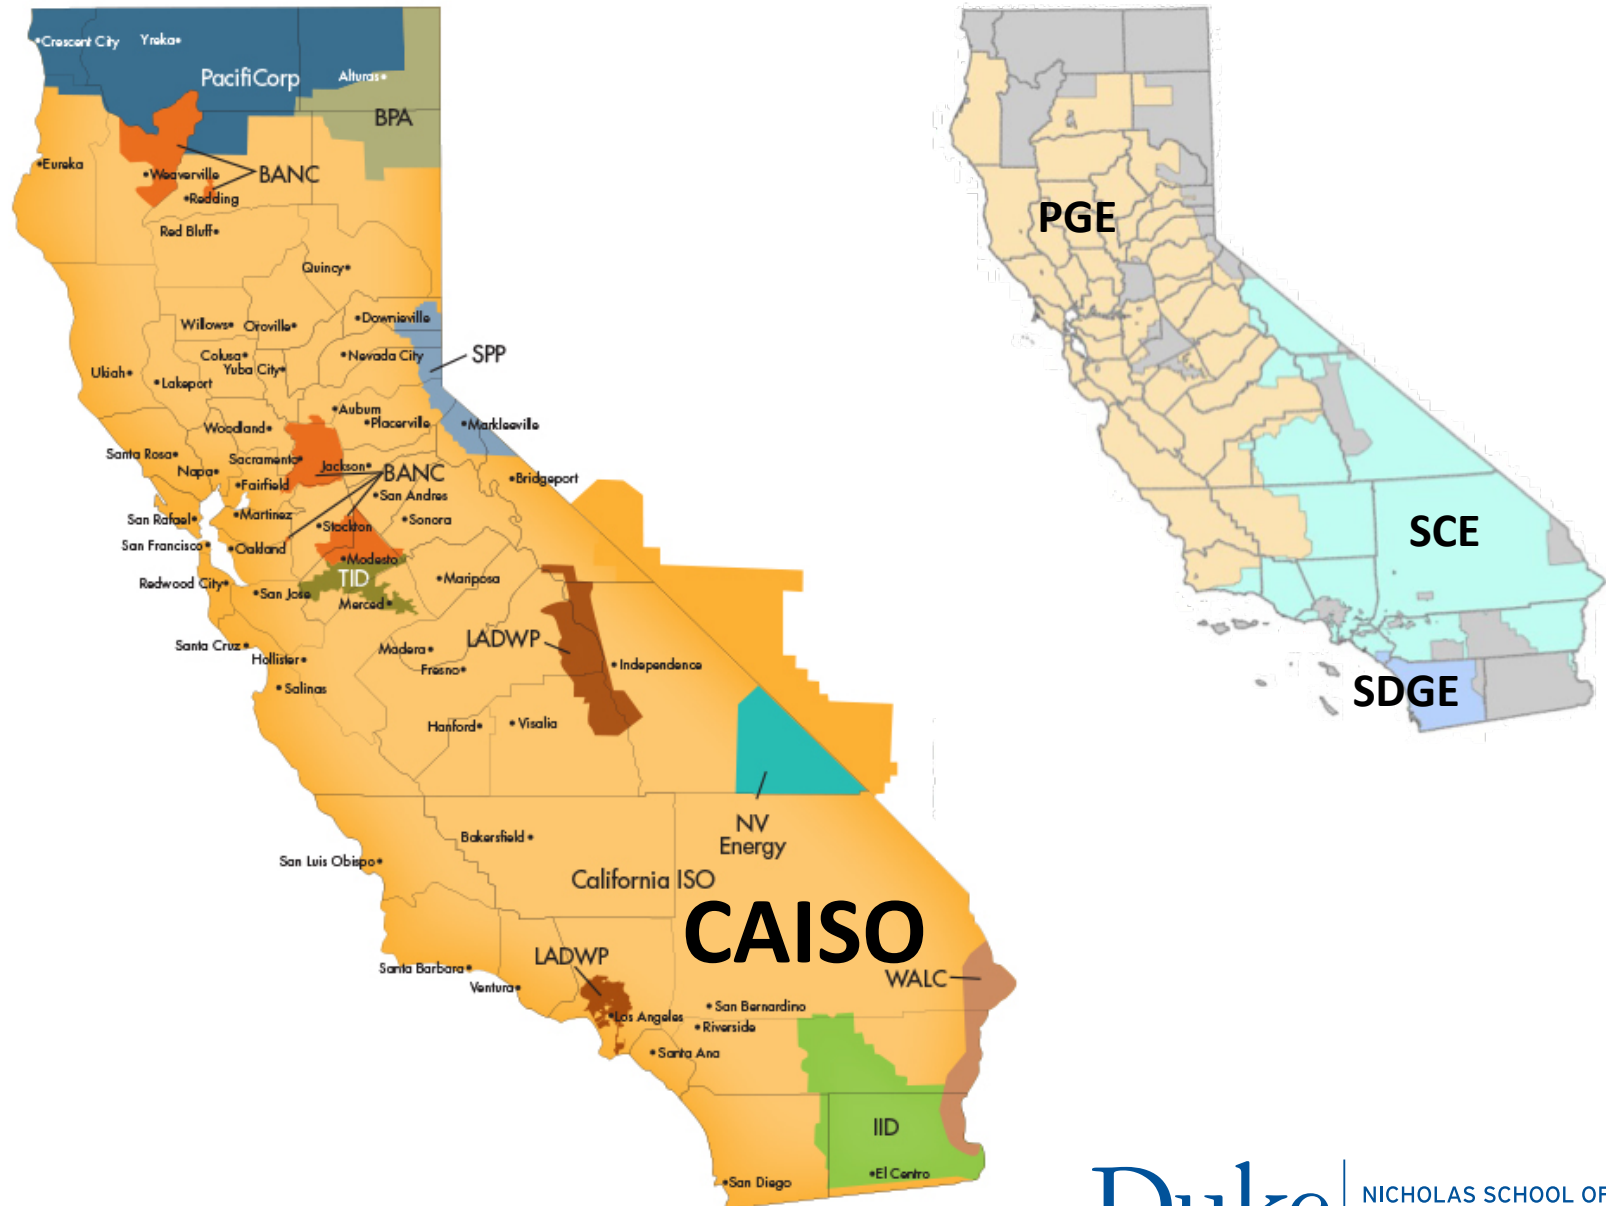 Crescent City
Yreka
PacifiCorp
Alturas
BPA
Eureka
BANC
Weaverville
Redding
Red Bluff
Quincy
Downieville
Willows
Oroville
SPP
Colusa
Nevada City
Yuba City
Ukiah
Lakeport
Auburn
Placerville
Woodland
Markleeville
Santa Rosa
Sacramento
Jackson
BANC
Napa
Fairfield
Bridgeport
San Andres
Martinez
San Rafael
Stockton
Sonora
San Francisco
Oakland
Modesto
TID
Redwood City
San Jose
Mariposa
Merced
Santa Cruz
Madera
LADWP
Hollister
Fresno
Independence
Salinas
Hanford
Visalia
NV
Energy
Bakersfield
San Luis Obispo
California ISO
CAISO
LADWP
Santa Barbara
WALC
Ventura
San Bernardino
Los Angeles
Riverside
Santa Ana
IID
El Centro
San Diego
PGE
SCE
SDGE
Duke
NICHOLAS SCHOOL OF